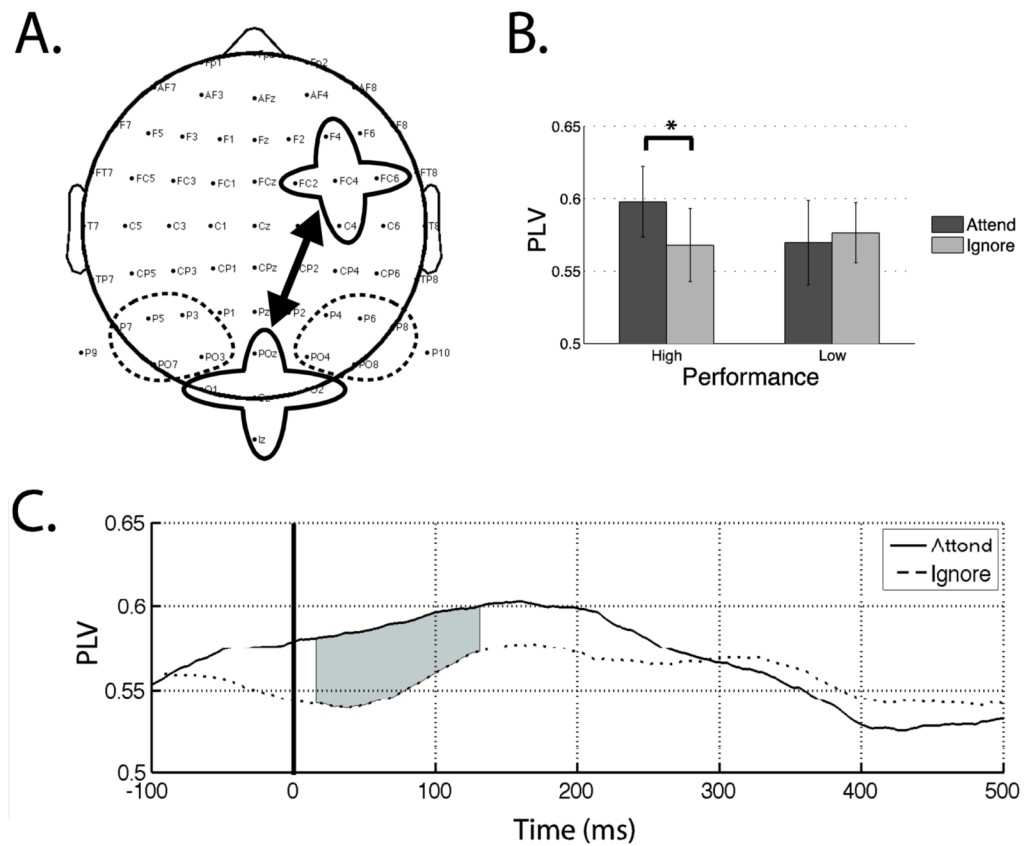 A.
Fp1 Fp2
AF7 AF3 AFz AF4 AF8
F7 F5 F3 F1 Fz F2 F4 F6 F8
FT7 FC5 FC3 FC1 FCz FC2 FC4 FC6 FT8
T7 C5 C3 C1 Cz C4 C6 T8
TP7 CP5 CP3 CP1 CPz CP2 CP4 CP6 TP8
P7 P5 P3 P1 Pz P2 P4 P6 P8
P9 PO7 PO3 POz PO4 PO8 P10
O1 O2
Iz
B.
*
PLV
0.65
0.6
0.55
0.5
High Low
Performance
Attend
Ignore
C.
PLV
0.65
0.6
0.55
0.5
-100 0 100 200 300 400 500
Time (ms)
Attond
Ignore